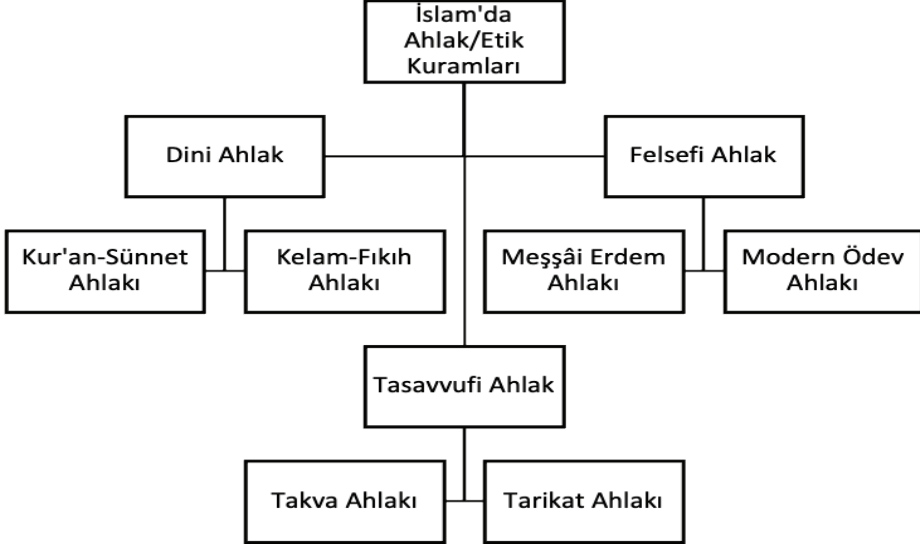 İslam'da
Ahlak/Etik
Kuramları
Dini Ahlak
Felsefi Ahlak
Kur'an-Sünnet
Ahlakı
Kelam-Fıkıh
Ahlakı
Meşşâi Erdem
Ahlakı
Modern Ödev
Ahlakı
Tasavvufi Ahlak
Takva Ahlakı
Tarikat Ahlakı